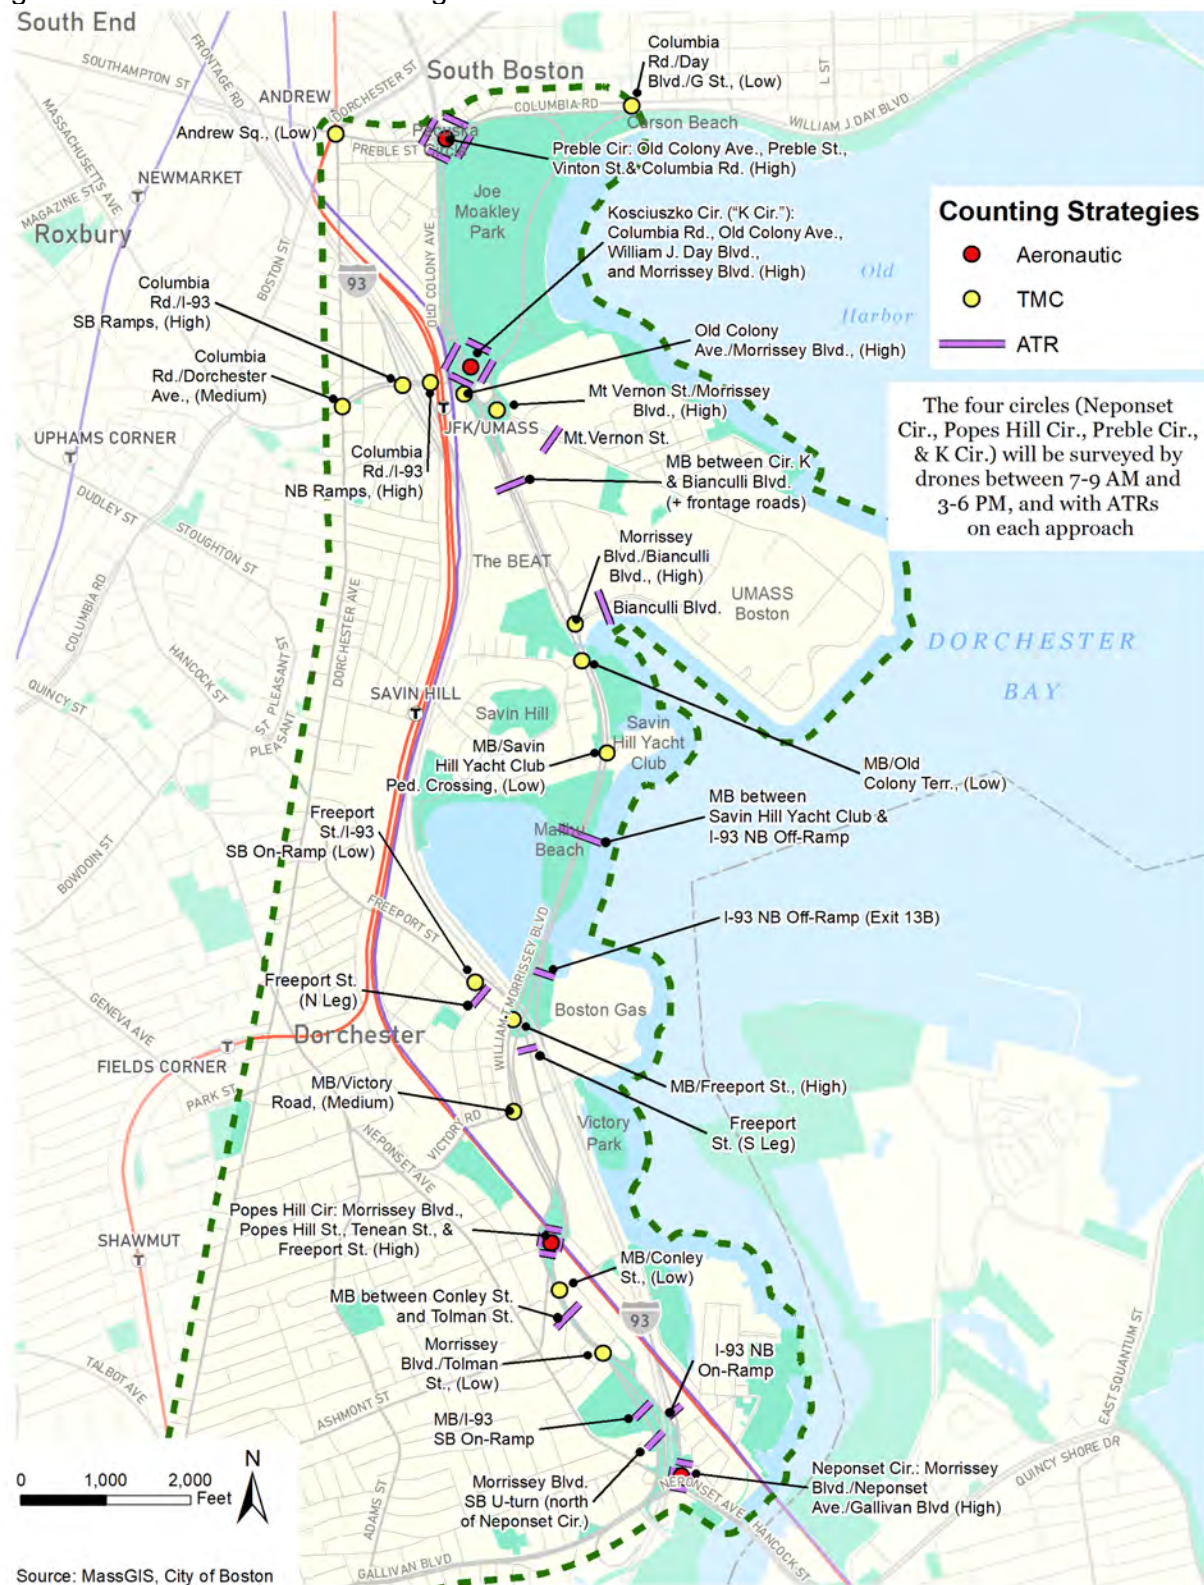 South End
SOUTHAMPTON ST
FRONTAGE RD
DORCHESTER ST
South Boston
Columbia
Rd./Day
Blvd./G St., (Low)
L ST
ANDREW
COLUMBIA RD
WILLIAM J DAY BLVD
Carson Beach
Andrew Sq., (Low)
PREBLE ST
Preble Cir: Old Colony Ave., Preble St.,
Vinton St.& Columbia Rd. (High)
MASSACHUSETTS AVE
NEWMARKET
MAGAZINE ST
Roxbury
BOSTON ST
Joe
Moakley
Park
Kosciuszko Cir. ("K Cir."):
Columbia Rd., Old Colony Ave.,
William J. Day Blvd.,
and Morrissey Blvd. (High)
Counting Strategies
Aeronautic
TMC
ATR
OLD COLONY AVE
93
Old
Harbor
Columbia
Rd./I-93
SB Ramps, (High)
Old Colony
Ave./Morrissey Blvd., (High)
Columbia
Rd./Dorchester
Ave., (Medium)
Mt Vernon St./Morrissey
Blvd., (High)
The four circles (Neponset
Cir., Popes Hill Cir., Preble Cir.,
& K Cir.) will be surveyed by
drones between 7-9 AM and
3-6 PM, and with ATRs
on each approach
JFK/UMASS
Mt.Vernon St.
UPHAMS CORNER
Columbia
Rd./I-93
NB Ramps, (High)
MB between Cir. K
& Bianculli Blvd.
(+ frontage roads)
DUDLEY ST
STOUGHTON ST
COLUMBIA RD
The BEAT
Morrissey
Blvd./Bianculli
Blvd., (High)
UMASS
Boston
Bianculli Blvd.
DORCHESTER AVE
HANCOCK ST
QUINCY ST
ST PLEASANT ST
PLEASANT
DORCHESTER
BAY
SAVIN HILL
Savin Hill
Savin
Hill Yacht
Club
MB/Savin
Hill Yacht Club
Ped. Crossing, (Low)
MB/Old
Colony Terr., (Low)
MB between
Savin Hill Yacht Club &
I-93 NB Off-Ramp
Freeport
St./I-93
SB On-Ramp (Low)
Malibu
Beach
BOWDOIN ST
FREEPORT ST
WILLIAM T MORRISSEY BLVD
I-93 NB Off-Ramp (Exit 13B)
Freeport St.
(N Leg)
Boston Gas
GENEVA AVE
Dorchester
FIELDS CORNER
PARK ST
MB/Freeport St., (High)
MB/Victory
Road, (Medium)
Freeport
St. (S Leg)
Victory
Park
VICTORY RD
NEPONSET AVE
Popes Hill Cir: Morrissey Blvd.,
Popes Hill St., Tenean St., &
Freeport St. (High)
SHAWMUT
MB/Conley
St., (Low)
MB between Conley St.
and Tolman St.
93
Morrissey
Blvd./Tolman
St., (Low)
I-93 NB
On-Ramp
TALBOT AVE
ASHMONT ST
MB/I-93
SB On-Ramp
EAST SQUANTUM ST
QUINCY SHORE DR
Morrissey Blvd.
SB U-turn (north
of Neponset Cir.)
Neponset Cir.: Morrissey
Blvd./Neponset
Ave./Gallivan Blvd (High)
NEPONSET AVE
HANCOCK ST
ADAMS ST
GALLIVAN BLVD
N
0 1,000 2,000
Feet
Source: MassGIS, City of Boston